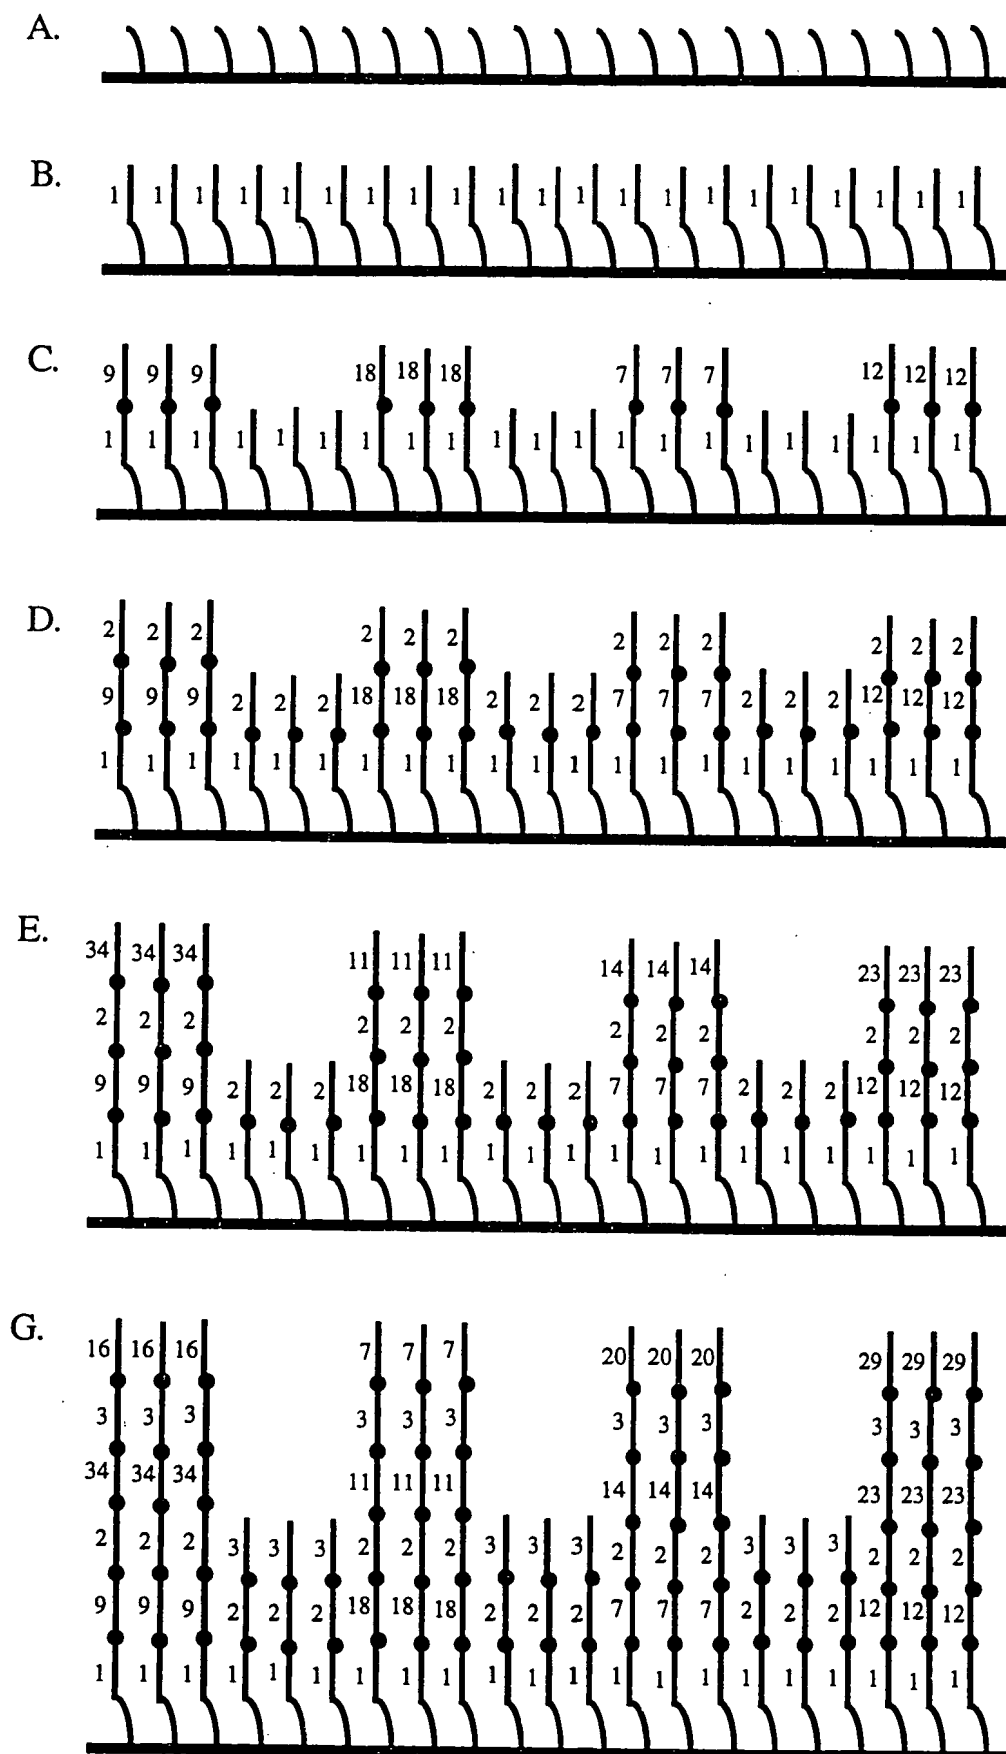 A.
B.
1 1 1 1 1 1 1 1 1 1 1 1 1 1 1 1 1 1 1 1 1
C.
9 9 9 18 18 18 7 7 7 12 12 12
1 1 1 1 1 1 1 1 1 1 1 1 1 1 1 1 1 1 1 1 1
D.
2 2 2 2 2 2 2 2 2 2 2 2
9 9 9 2 2 2 18 18 18 2 2 2 7 7 7 2 2 2 12 12 12
1 1 1 1 1 1 1 1 1 1 1 1 1 1 1 1 1 1 1 1 1
E.
34 34 34 11 11 11 14 14 14 23 23 23
2 2 2 2 2 2 2 2 2 2 2 2
9 9 9 2 2 2 18 18 18 2 2 2 7 7 7 2 2 2 12 12 12
1 1 1 1 1 1 1 1 1 1 1 1 1 1 1 1 1 1 1 1 1
G.
16 16 16 7 7 7 20 20 20 29 29 29
3 3 3 3 3 3 3 3 3 3 3 3
34 34 34 11 11 11 14 14 14 23 23 23
2 2 2 3 3 3 2 2 2 3 3 3 2 2 2 3 3 3 2 2 2
9 9 9 2 2 2 18 18 18 2 2 2 7 7 7 2 2 2 12 12 12
1 1 1 1 1 1 1 1 1 1 1 1 1 1 1 1 1 1 1 1 1